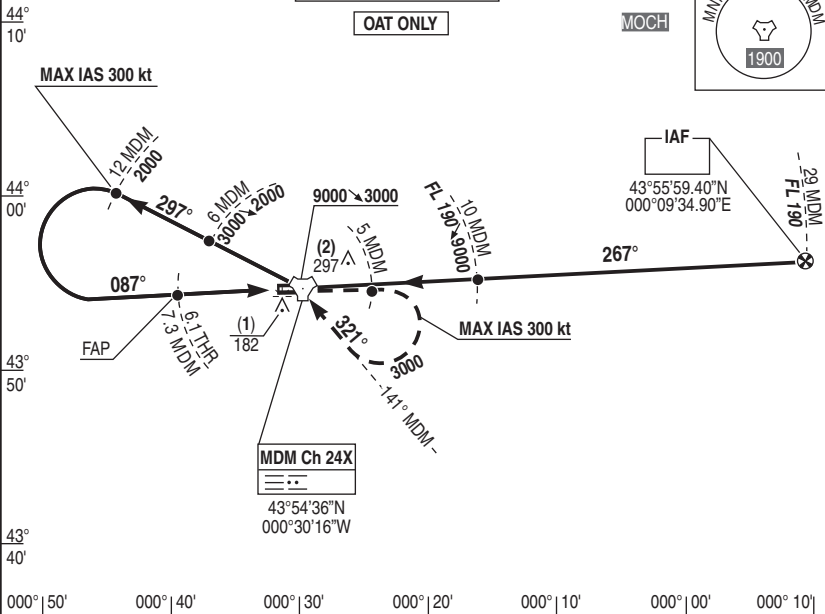 44°
10'
OAT ONLY
MOCH
1900
MDM
MAX IAS 300 kt
12 MDM
2000
IAF
43°55'59.40"N
000°09'34.90"E
29 MDM
FL 190
44°
00'
297°
6 MDM
3000↘2000
9000↘3000
(2)
297
5 MDM
10 MDM
FL 190↘9000
267°
087°
(1)
182
321°
MAX IAS 300 kt
FAP
6.1 THR
7.3 MDM
3000
141° MDM
43°
50'
MDM Ch 24X
43°54'36"N
000°30'16"W
43°
40'
000° 50'
000° 40'
000° 30'
000° 20'
000° 10'
000° 00'
000° 10'